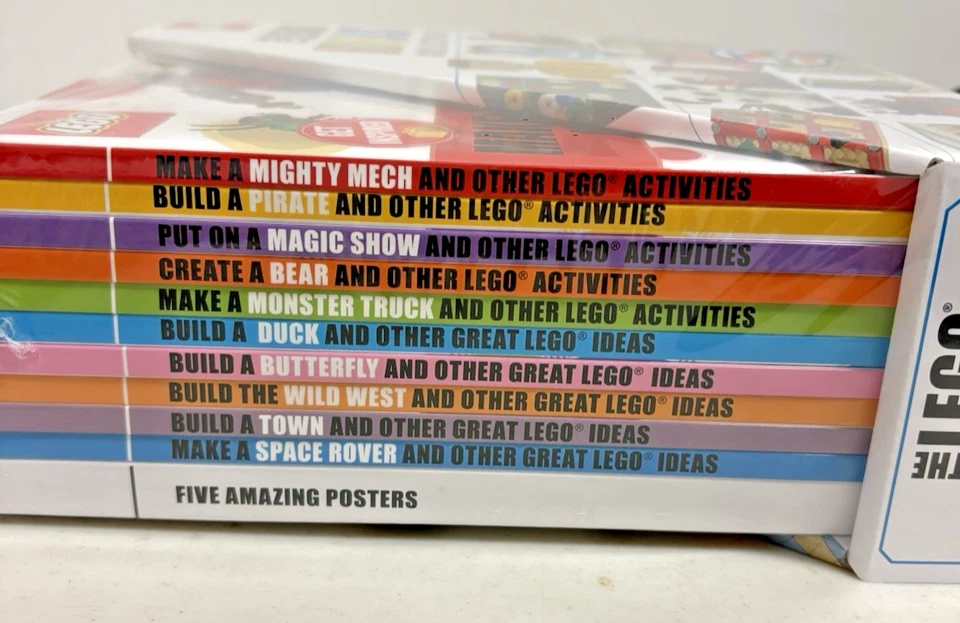 LEGO
GET
MAKE A MIGHTY MECH AND OTHER LEGO® ACTIVITIES
BUILD A PIRATE AND OTHER LEGO® ACTIVITIES
PUT ON A MAGIC SHOW AND OTHER LEGO® ACTIVITIES
CREATE A BEAR AND OTHER LEGO® ACTIVITIES
MAKE A MONSTER TRUCK AND OTHER LEGO® ACTIVITIES
BUILD A DUCK AND OTHER GREAT LEGO® IDEAS
BUILD A BUTTERFLY AND OTHER GREAT LEGO® IDEAS
BUILD THE WILD WEST AND OTHER GREAT LEGO® IDEAS
BUILD A TOWN AND OTHER GREAT LEGO® IDEAS
MAKE A SPACE ROVER AND OTHER GREAT LEGO® IDEAS
FIVE AMAZING POSTERS
THE LEGO®